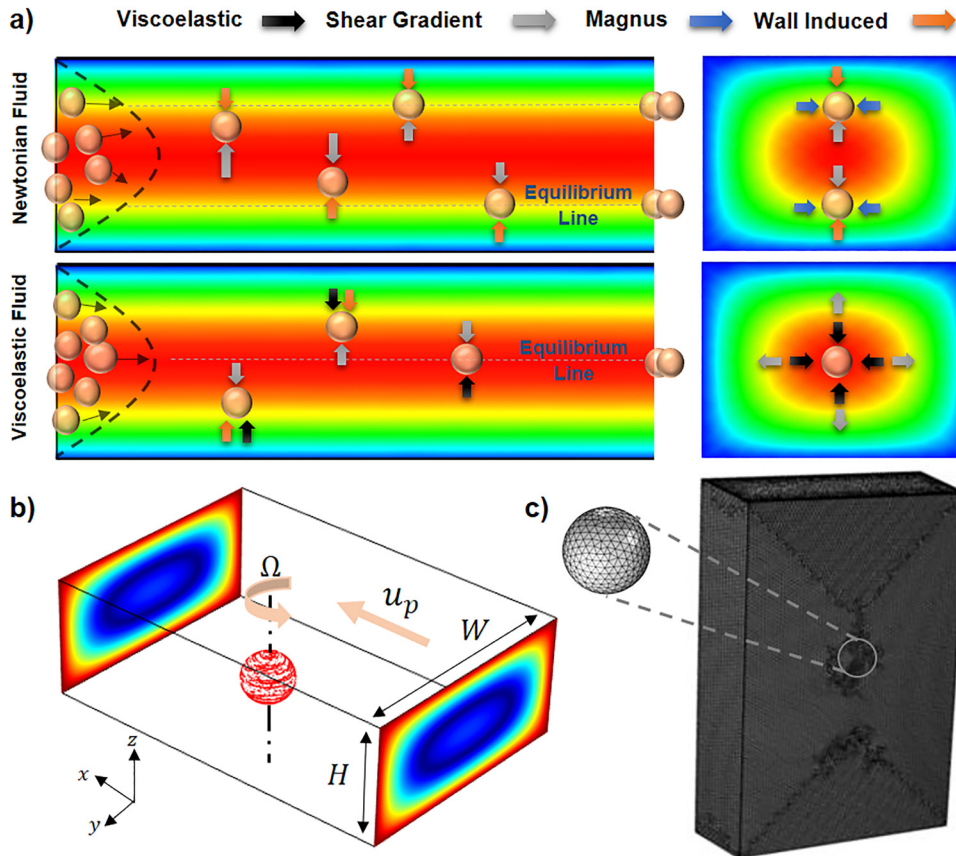 a)
Viscoelastic Shear Gradient Magnus Wall Induced
Newtonian Fluid
Equilibrium
Line
Viscoelastic Fluid
Equilibrium
Line
b)
Ω
u_p
W
H
z
x
y
c)